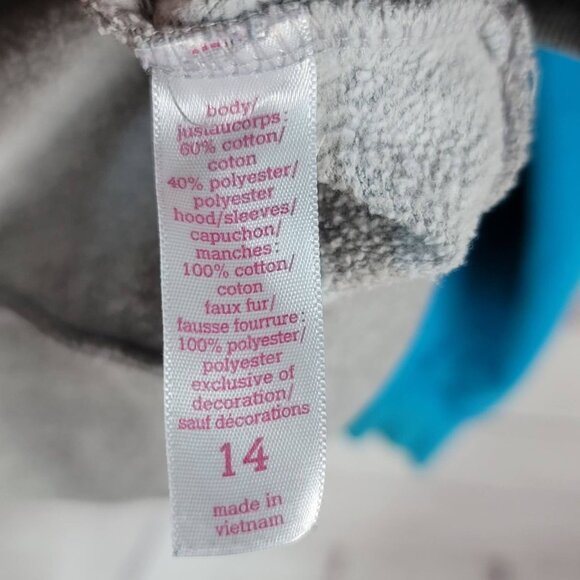 body/
justaucorps:
60% cotton/
coton
40% polyester/
polyester
hood/sleeves/
capuchon/
manches:
100% cotton/
coton
faux fur/
fausse fourrure:
100% polyester/
polyester
exclusive of
decoration/
sauf décorations
14
made in
vietnam